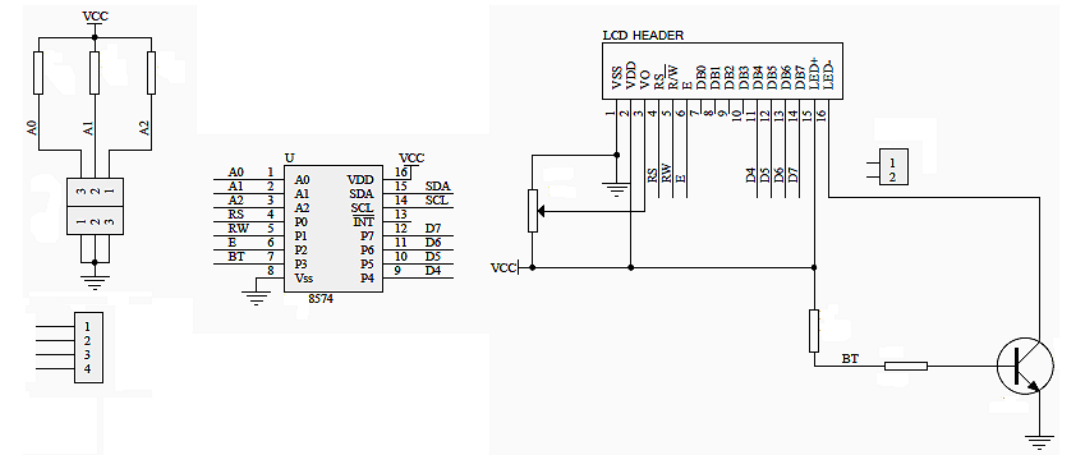 VCC
A0
A1
A2
3 2 1
1 2 3
1
2
3
4
U
VCC
A0 1 A0 VDD 16
A1 2 A1 SDA 15 SDA
A2 3 A2 SCL 14 SCL
RS 4 P0 INT 13
RW 5 P1 P7 12 D7
E 6 P2 P6 11 D6
BT 7 P3 P5 10 D5
8 Vss P4 9 D4
8574
LCD HEADER
VSS VDD VO RS R/W E DB0 DB1 DB2 DB3 DB4 DB5 DB6 DB7 LED+ LED-
1 2 3 4 5 6 7 8 9 10 11 12 13 14 15 16
RS RW E D4 D5 D6 D7
1
2
VCC
BT